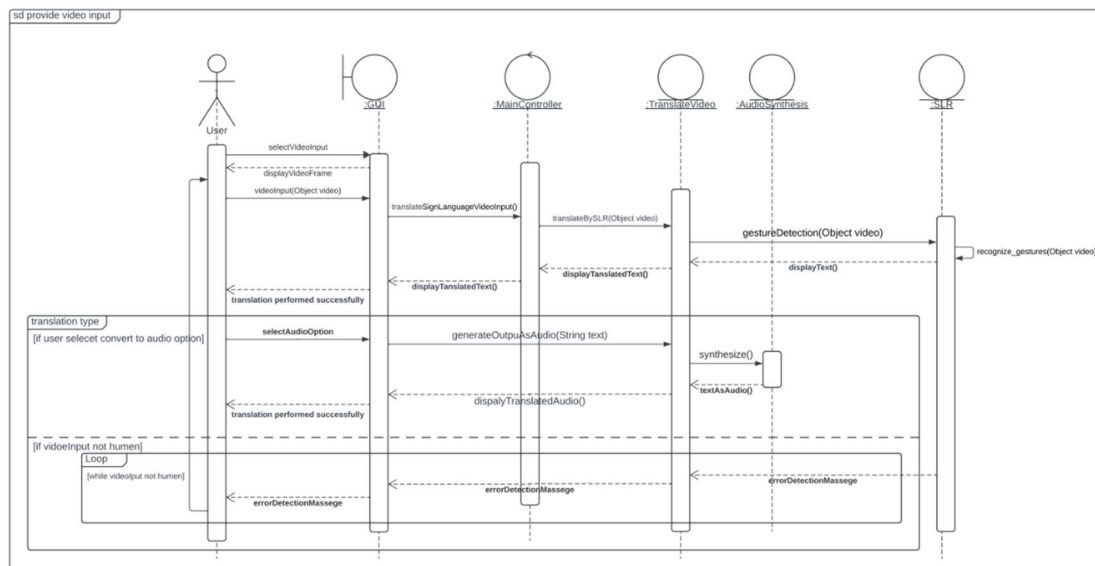 sd provide video input
User
:GUI
:MainController
:TranslateVideo
:AudioSynthesis
:SLR
selectVideoInput
displayVideoFrame
videoInput(Object video)
translateSignLanguageVideoInput()
translateBySLR(Object video)
gestureDetection(Object video)
recognize_gestures(Object video)
displayText()
displayTanslatedText()
displayTanslatedText()
translation performed successfully
translation type
[if user selecet convert to audio option]
selectAudioOption
generateOutpuAsAudio(String text)
synthesize()
textAsAudio()
dispalyTranslatedAudio()
translation performed successfully
[if vidoeInput not humen]
Loop
[while videoIput not humen]
errorDetectionMassege
errorDetectionMassege
errorDetectionMassege